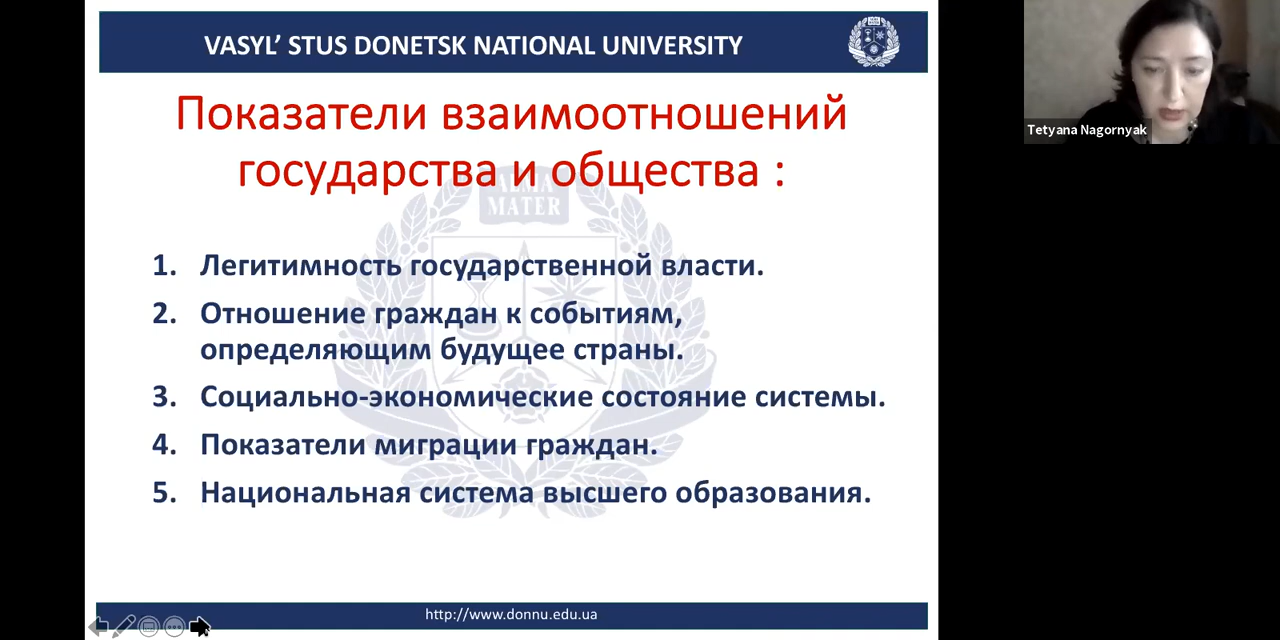 VASYL’ STUS DONETSK NATIONAL UNIVERSITY
Показатели взаимоотношений
государства и общества :
ALMA
MATER
1. Легитимность государственной власти.
2. Отношение граждан к событиям,
определяющим будущее страны.
3. Социально-экономические состояние системы.
4. Показатели миграции граждан.
5. Национальная система высшего образования.
http://www.donnu.edu.ua
Tetyana Nagornyak